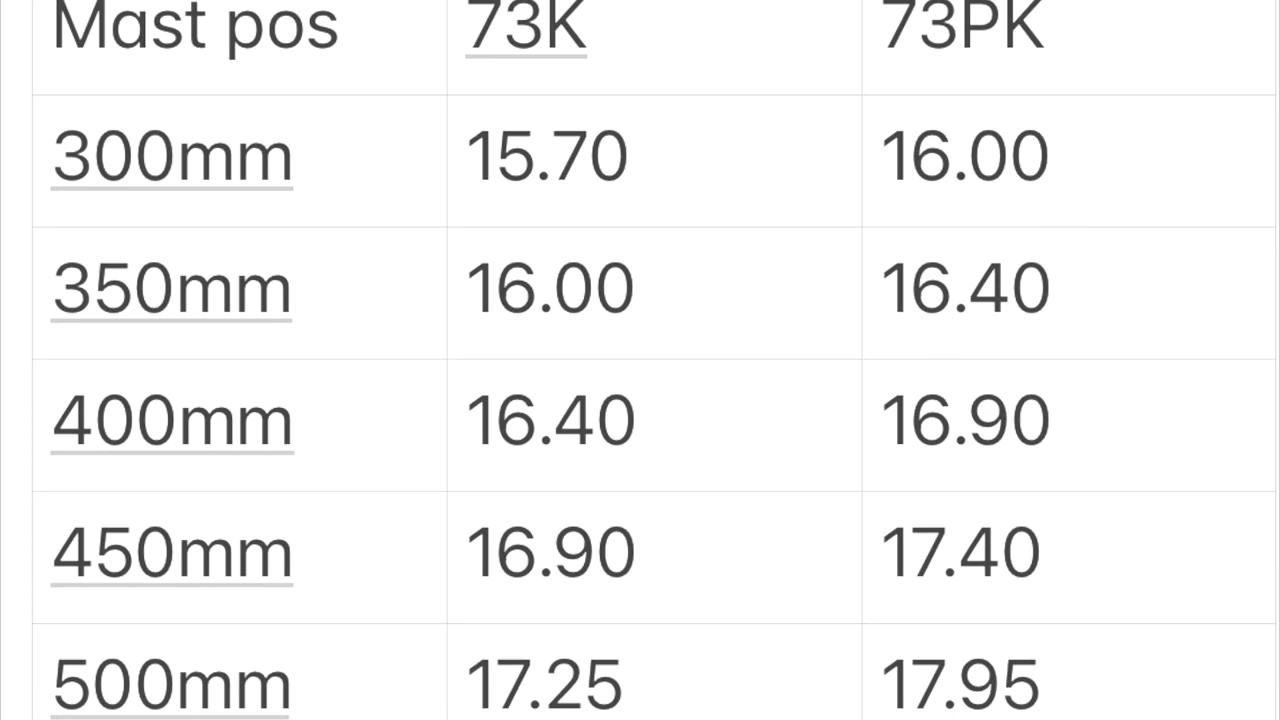 Mast pos 73K 73PK
300mm 15.70 16.00
350mm 16.00 16.40
400mm 16.40 16.90
450mm 16.90 17.40
500mm 17.25 17.95